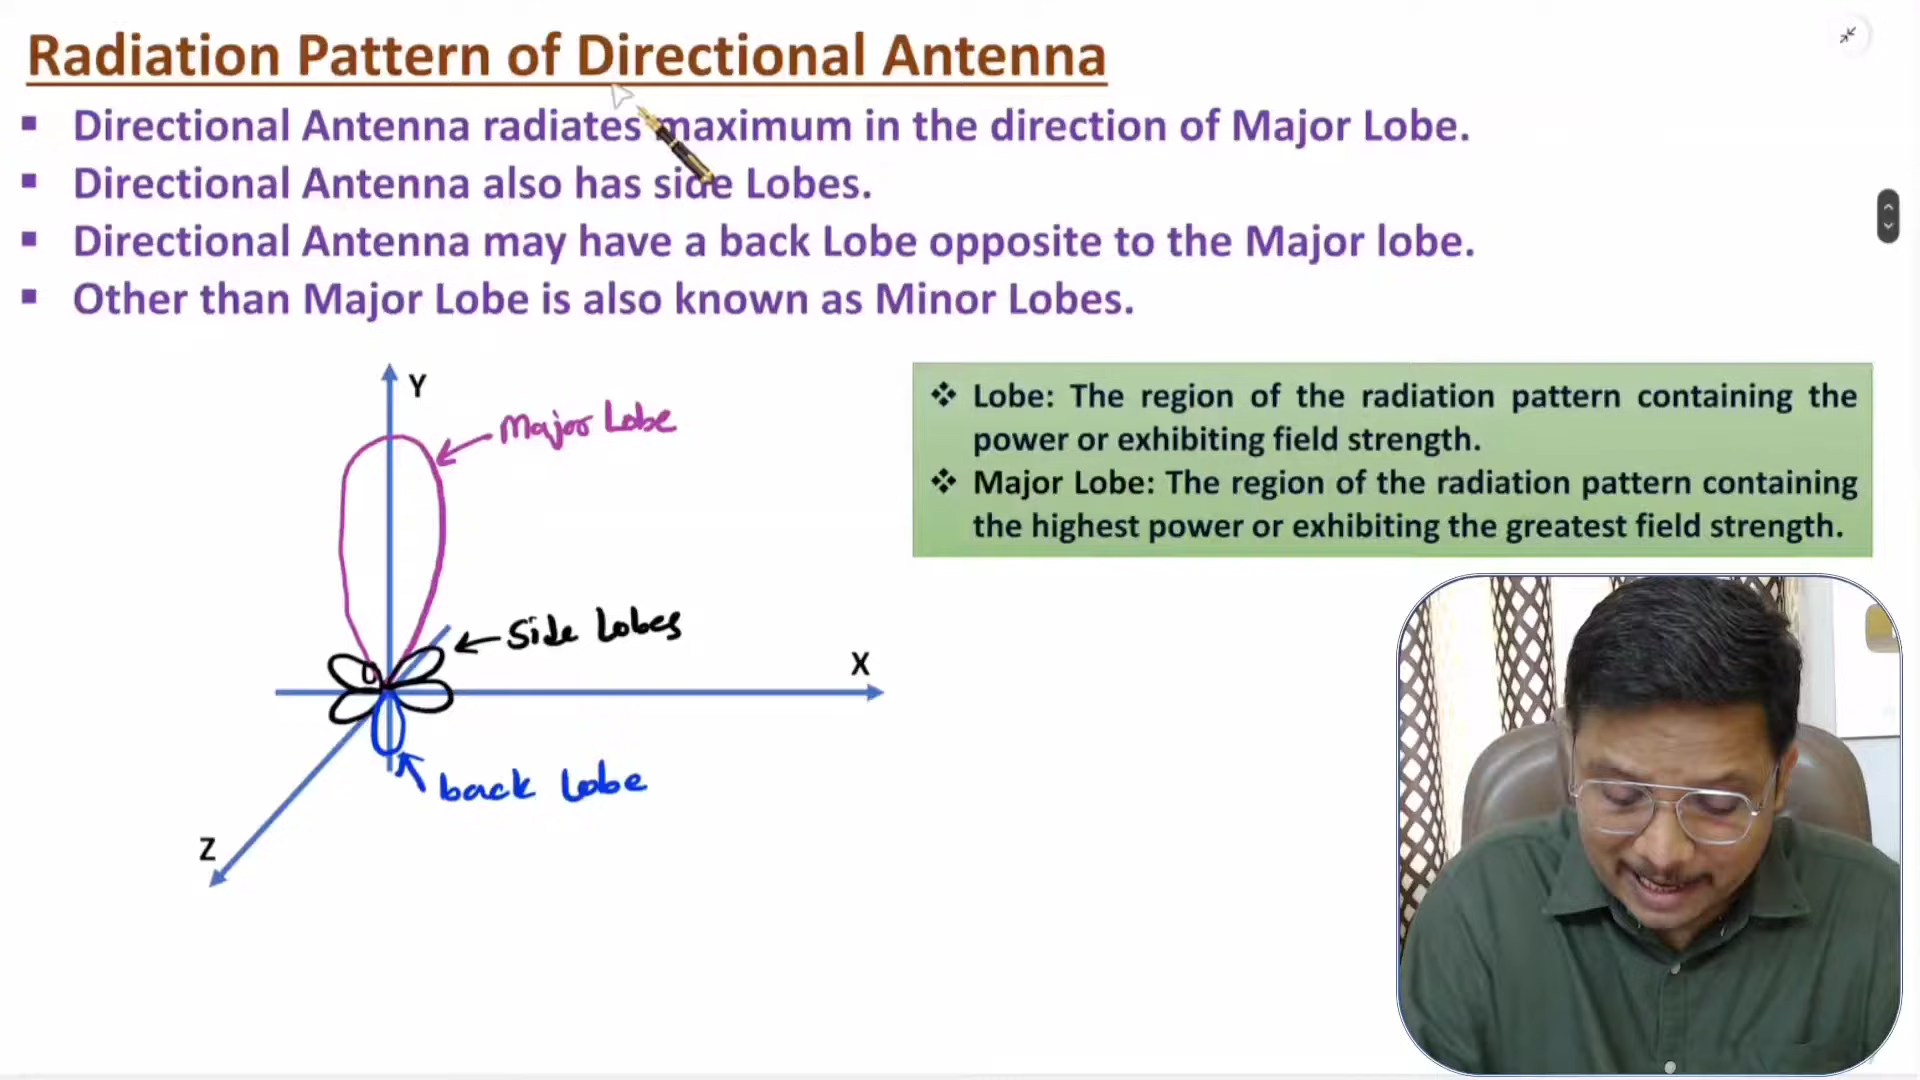 Radiation Pattern of Directional Antenna
▪ Directional Antenna radiates maximum in the direction of Major Lobe.
▪ Directional Antenna also has side Lobes.
▪ Directional Antenna may have a back Lobe opposite to the Major lobe.
▪ Other than Major Lobe is also known as Minor Lobes.
Y
Major Lobe
Side Lobes
X
back Lobe
Z
❖ Lobe: The region of the radiation pattern containing the
power or exhibiting field strength.
❖ Major Lobe: The region of the radiation pattern containing
the highest power or exhibiting the greatest field strength.